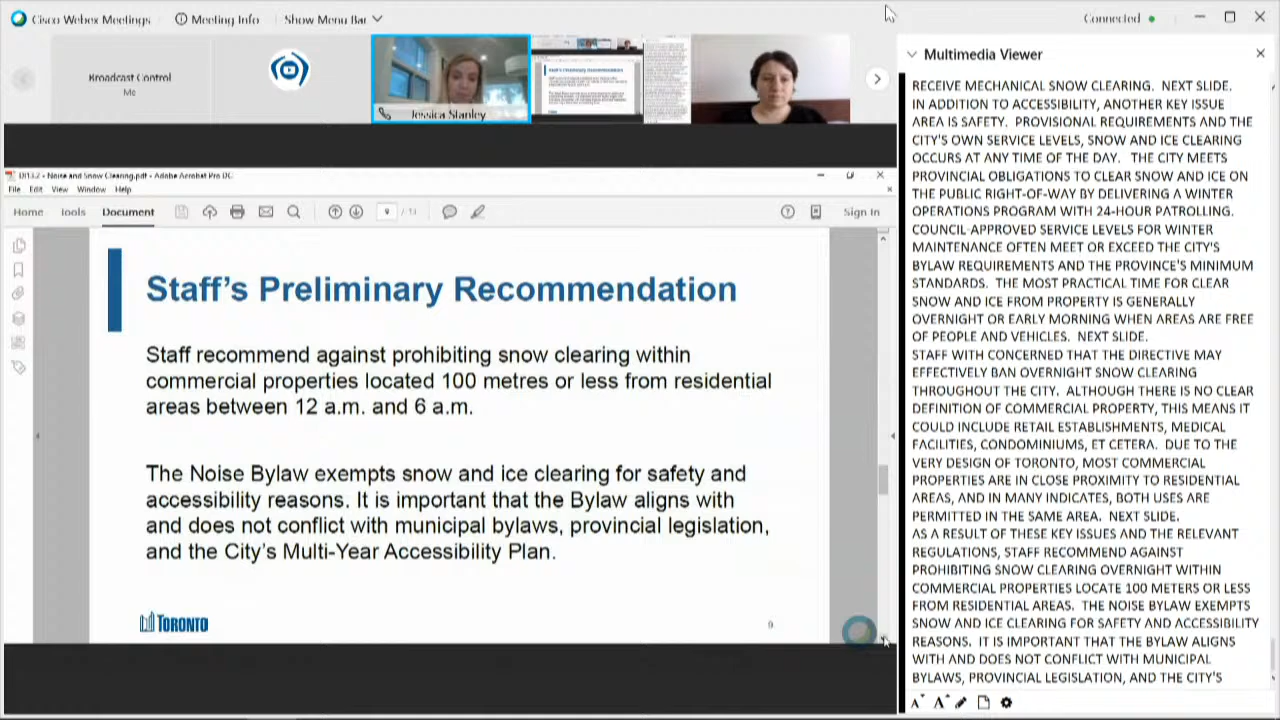 Cisco Webex Meetings
Meeting Info
Show Menu Bar
Connected
Broadcast Control
Me
Jessica Stanley
DI13.2 - Noise and Snow Clearing.pdf - Adobe Acrobat Pro DC
File Edit View Window Help
Home Tools Document
9 / 13
Sign In
Staff's Preliminary Recommendation
Staff recommend against prohibiting snow clearing within
commercial properties located 100 metres or less from residential
areas between 12 a.m. and 6 a.m.
The Noise Bylaw exempts snow and ice clearing for safety and
accessibility reasons. It is important that the Bylaw aligns with
and does not conflict with municipal bylaws, provincial legislation,
and the City's Multi-Year Accessibility Plan.
TORONTO
9
Multimedia Viewer
RECEIVE MECHANICAL SNOW CLEARING. NEXT SLIDE.
IN ADDITION TO ACCESSIBILITY, ANOTHER KEY ISSUE
AREA IS SAFETY. PROVISIONAL REQUIREMENTS AND THE
CITY'S OWN SERVICE LEVELS, SNOW AND ICE CLEARING
OCCURS AT ANY TIME OF THE DAY. THE CITY MEETS
PROVINCIAL OBLIGATIONS TO CLEAR SNOW AND ICE ON
THE PUBLIC RIGHT-OF-WAY BY DELIVERING A WINTER
OPERATIONS PROGRAM WITH 24-HOUR PATROLLING.
COUNCIL-APPROVED SERVICE LEVELS FOR WINTER
MAINTENANCE OFTEN MEET OR EXCEED THE CITY'S
BYLAW REQUIREMENTS AND THE PROVINCE'S MINIMUM
STANDARDS. THE MOST PRACTICAL TIME FOR CLEAR
SNOW AND ICE FROM PROPERTY IS GENERALLY
OVERNIGHT OR EARLY MORNING WHEN AREAS ARE FREE
OF PEOPLE AND VEHICLES. NEXT SLIDE.
STAFF WITH CONCERNED THAT THE DIRECTIVE MAY
EFFECTIVELY BAN OVERNIGHT SNOW CLEARING
THROUGHOUT THE CITY. ALTHOUGH THERE IS NO CLEAR
DEFINITION OF COMMERCIAL PROPERTY, THIS MEANS IT
COULD INCLUDE RETAIL ESTABLISHMENTS, MEDICAL
FACILITIES, CONDOMINIUMS, ET CETERA. DUE TO THE
VERY DESIGN OF TORONTO, MOST COMMERCIAL
PROPERTIES ARE IN CLOSE PROXIMITY TO RESIDENTIAL
AREAS, AND IN MANY INDICATES, BOTH USES ARE
PERMITTED IN THE SAME AREA. NEXT SLIDE.
AS A RESULT OF THESE KEY ISSUES AND THE RELEVANT
REGULATIONS, STAFF RECOMMEND AGAINST
PROHIBITING SNOW CLEARING OVERNIGHT WITHIN
COMMERCIAL PROPERTIES LOCATE 100 METERS OR LESS
FROM RESIDENTIAL AREAS. THE NOISE BYLAW EXEMPTS
SNOW AND ICE CLEARING FOR SAFETY AND ACCESSIBILITY
REASONS. IT IS IMPORTANT THAT THE BYLAW ALIGNS
WITH AND DOES NOT CONFLICT WITH MUNICIPAL
BYLAWS, PROVINCIAL LEGISLATION, AND THE CITY'S